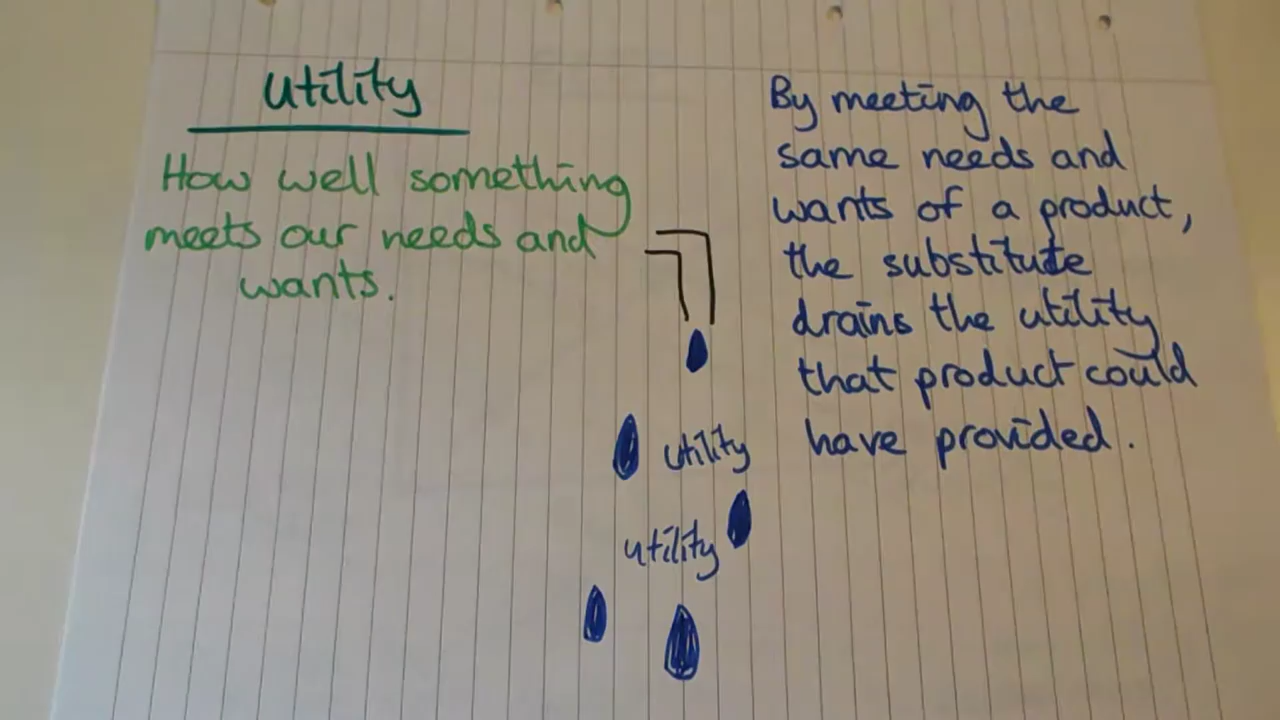 utility
How well something
meets our needs and
wants.
By meeting the
same needs and
wants of a product,
the substitute
drains the utility
that product could
have provided.
utility
utility